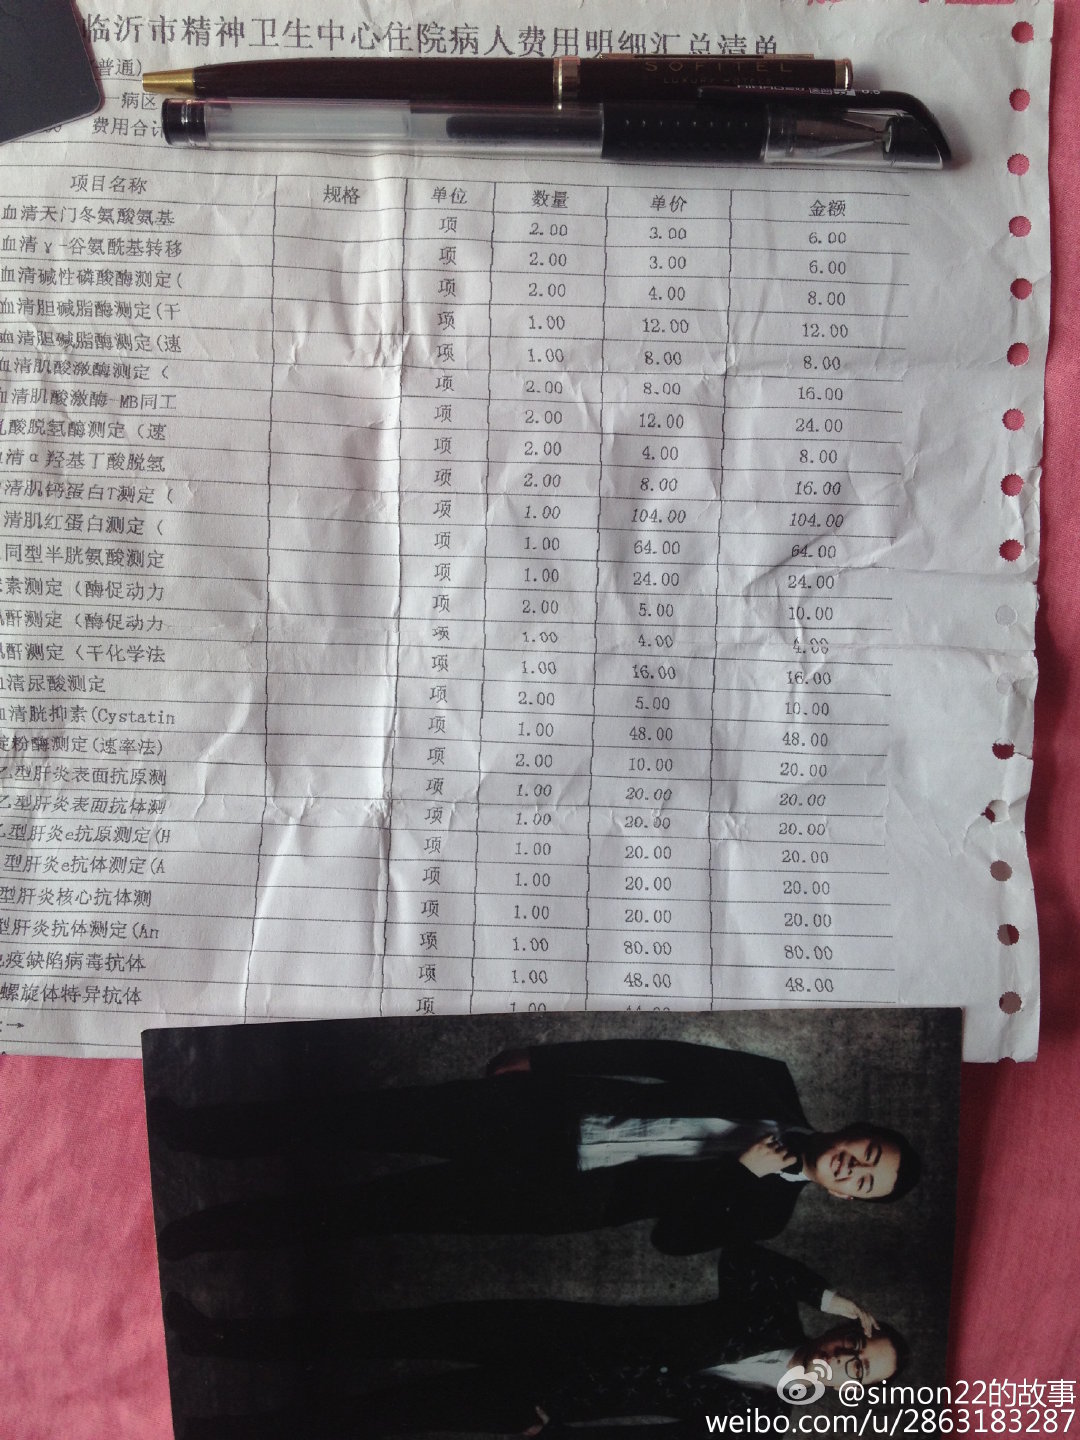 临沂市精神卫生中心住院病人费用明细汇总清单
普通)
SOFITEL
LUXURY HOTELS
病区
费用合计
项目名称 规格 单位 数量 单价 金额
血清天门冬氨酸氨基 项 2.00 3.00 6.00
血清γ-谷氨酰基转移 项 2.00 3.00 6.00
血清碱性磷酸酶测定( 项 2.00 4.00 8.00
血清胆碱脂酶测定(干 项 1.00 12.00 12.00
血清胆碱脂酶测定(速 项 1.00 8.00 8.00
血清肌酸激酶测定( 项 2.00 8.00 16.00
血清肌酸激酶-MB同工 项 2.00 12.00 24.00
乳酸脱氢酶测定(速 项 2.00 4.00 8.00
清α羟基丁酸脱氢 项 2.00 8.00 16.00
清肌钙蛋白T测定( 项 1.00 104.00 104.00
清肌红蛋白测定( 项 1.00 64.00 64.00
同型半胱氨酸测定 项 1.00 24.00 24.00
素测定(酶促动力 项 2.00 5.00 10.00
酐测定(酶促动力 项 1.00 4.00 4.00
酐测定(干化学法 项 1.00 16.00 16.00
清尿酸测定 项 2.00 5.00 10.00
清胱抑素(Cystatin 项 1.00 48.00 48.00
淀粉酶测定(速率法) 项 2.00 10.00 20.00
乙型肝炎表面抗原测 项 1.00 20.00 20.00
乙型肝炎表面抗体测 项 1.00 20.00 20.00
乙型肝炎e抗原测定(H 项 1.00 20.00 20.00
型肝炎e抗体测定(A 项 1.00 20.00 20.00
型肝炎核心抗体测 项 1.00 20.00 20.00
型肝炎抗体测定(An 项 1.00 80.00 80.00
疫缺陷病毒抗体 项 1.00 48.00 48.00
螺旋体特异抗体 项 1.00
@simon22的故事
weibo.com/u/2863183287